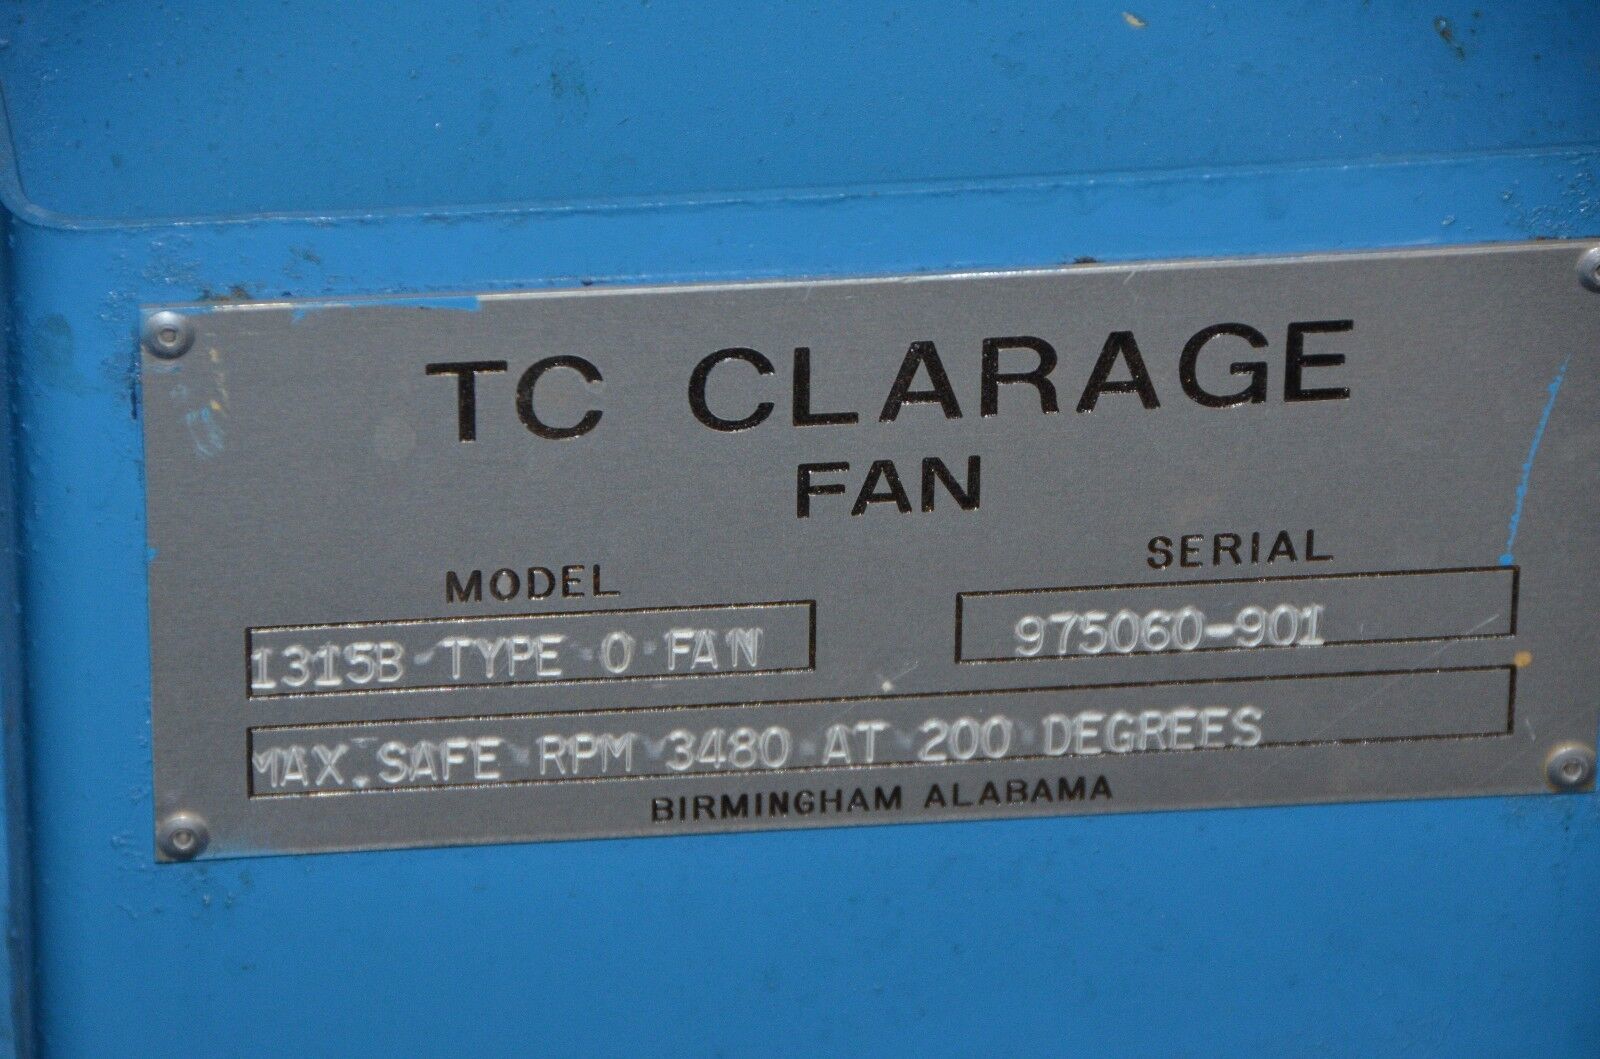 TC CLARAGE
FAN
MODEL
SERIAL
1315B TYPE O FAN
975060-901
MAX. SAFE RPM 3480 AT 200 DEGREES
BIRMINGHAM ALABAMA